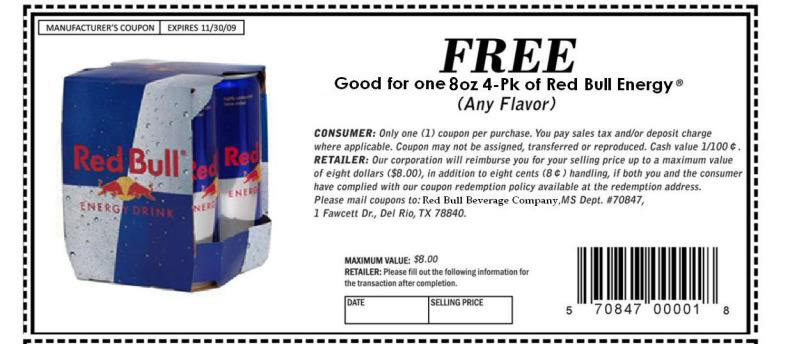 MANUFACTURER'S COUPON EXPIRES 11/30/09
FREE
Good for one 8oz 4-Pk of Red Bull Energy®
(Any Flavor)
CONSUMER: Only one (1) coupon per purchase. You pay sales tax and/or deposit charge
where applicable. Coupon may not be assigned, transferred or reproduced. Cash value 1/100 ¢.
RETAILER: Our corporation will reimburse you for your selling price up to a maximum value
of eight dollars ($8.00), in addition to eight cents (8 ¢) handling, if both you and the consumer
have complied with our coupon redemption policy available at the redemption address.
Please mail coupons to: Red Bull Beverage Company, MS Dept. #70847,
1 Fawcett Dr., Del Rio, TX 78840.
Red Bull®
ENERGY DRINK
Red
ENERG
Red
ENERG
MAXIMUM VALUE: $8.00
RETAILER: Please fill out the following information for
the transaction after completion.
DATE SELLING PRICE
5 70847 00001 8